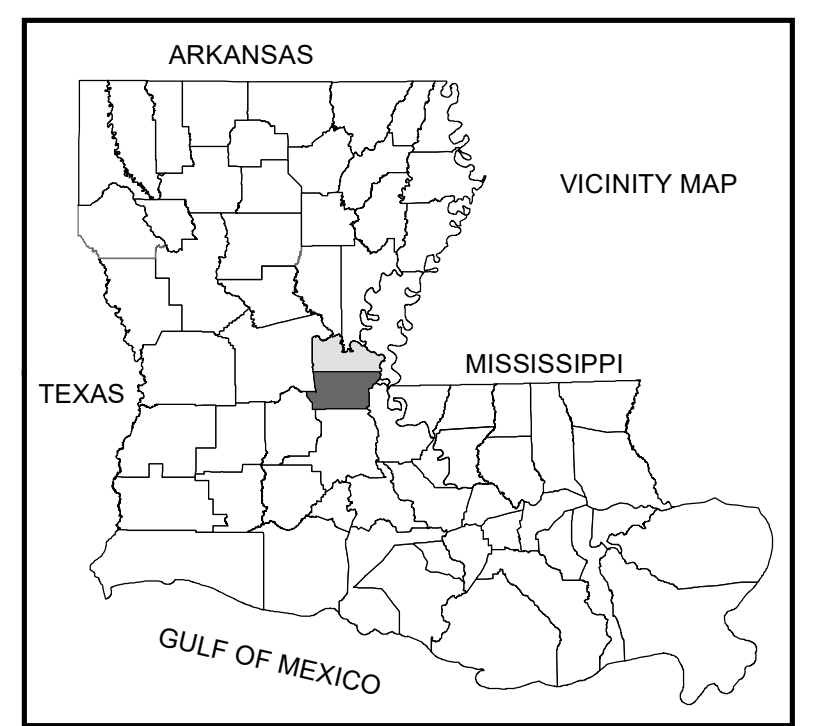 ARKANSAS
VICINITY MAP
MISSISSIPPI
TEXAS
GULF OF MEXICO